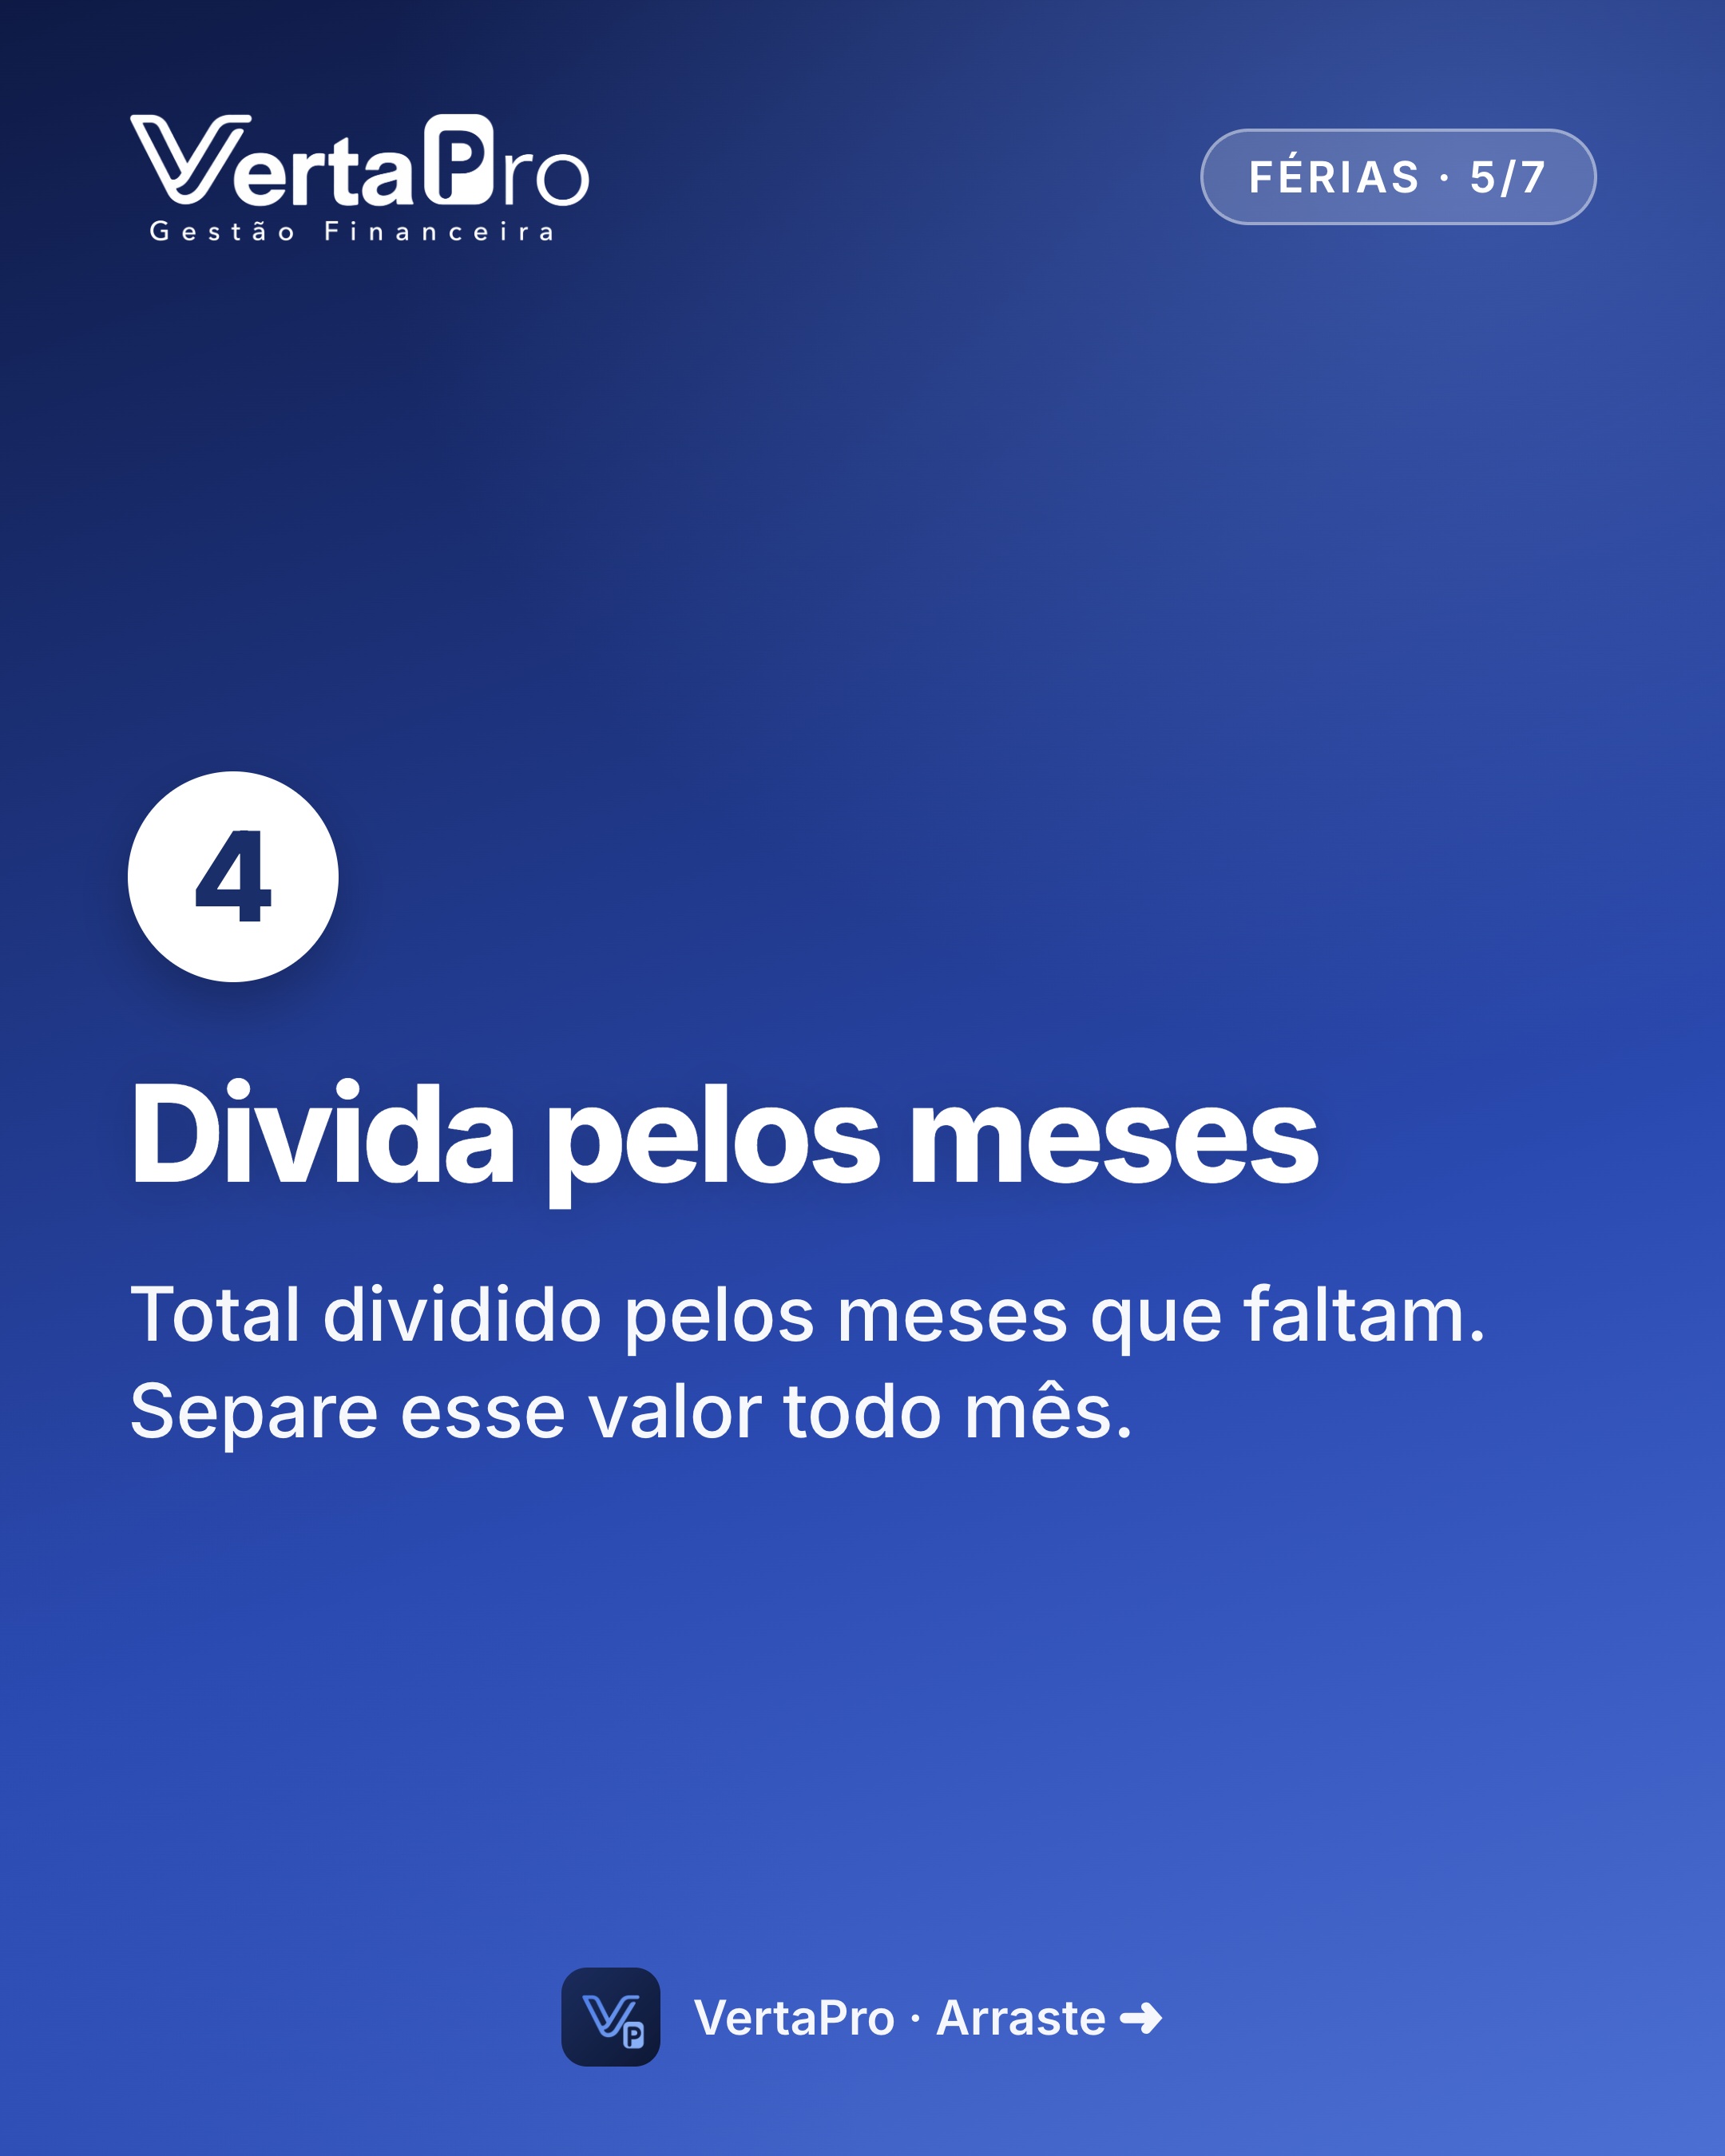 VertaPro
Gestão Financeira
FÉRIAS · 5/7
4
Divida pelos meses
Total dividido pelos meses que faltam.
Separe esse valor todo mês.
VP
VertaPro · Arraste ➜